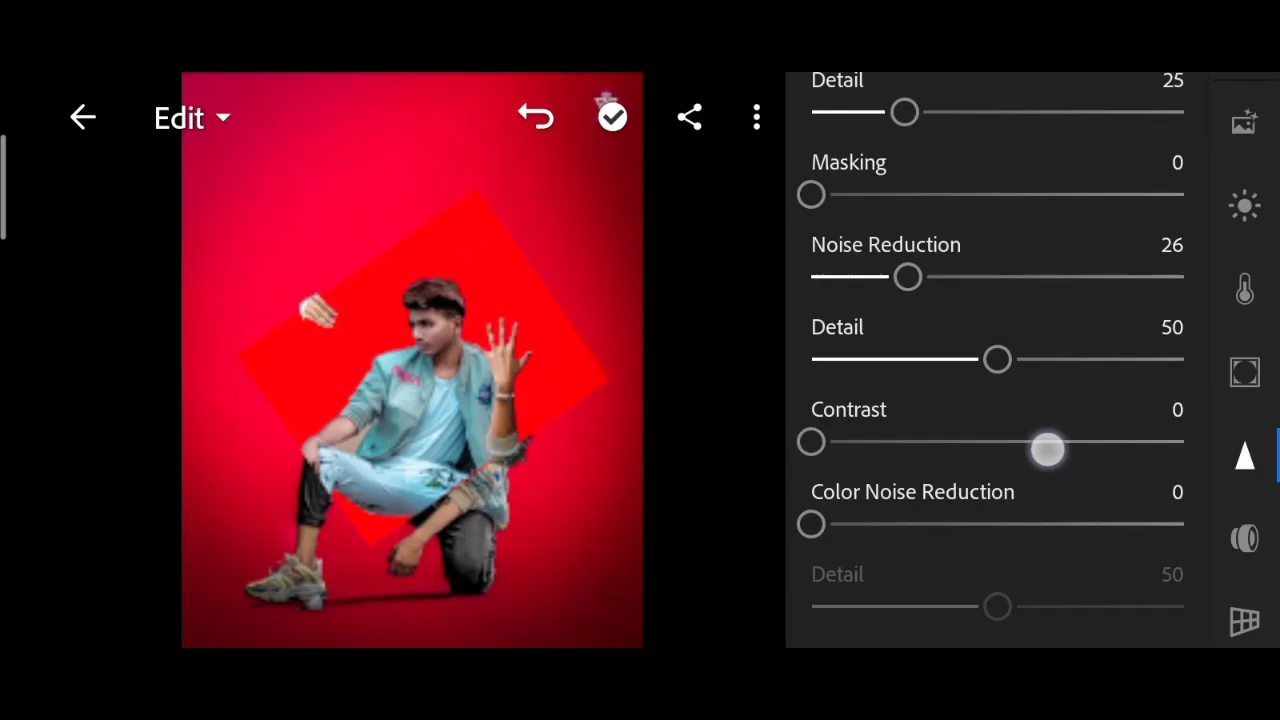 Edit
Detail 25
Masking 0
Noise Reduction 26
Detail 50
Contrast 0
Color Noise Reduction 0
Detail 50